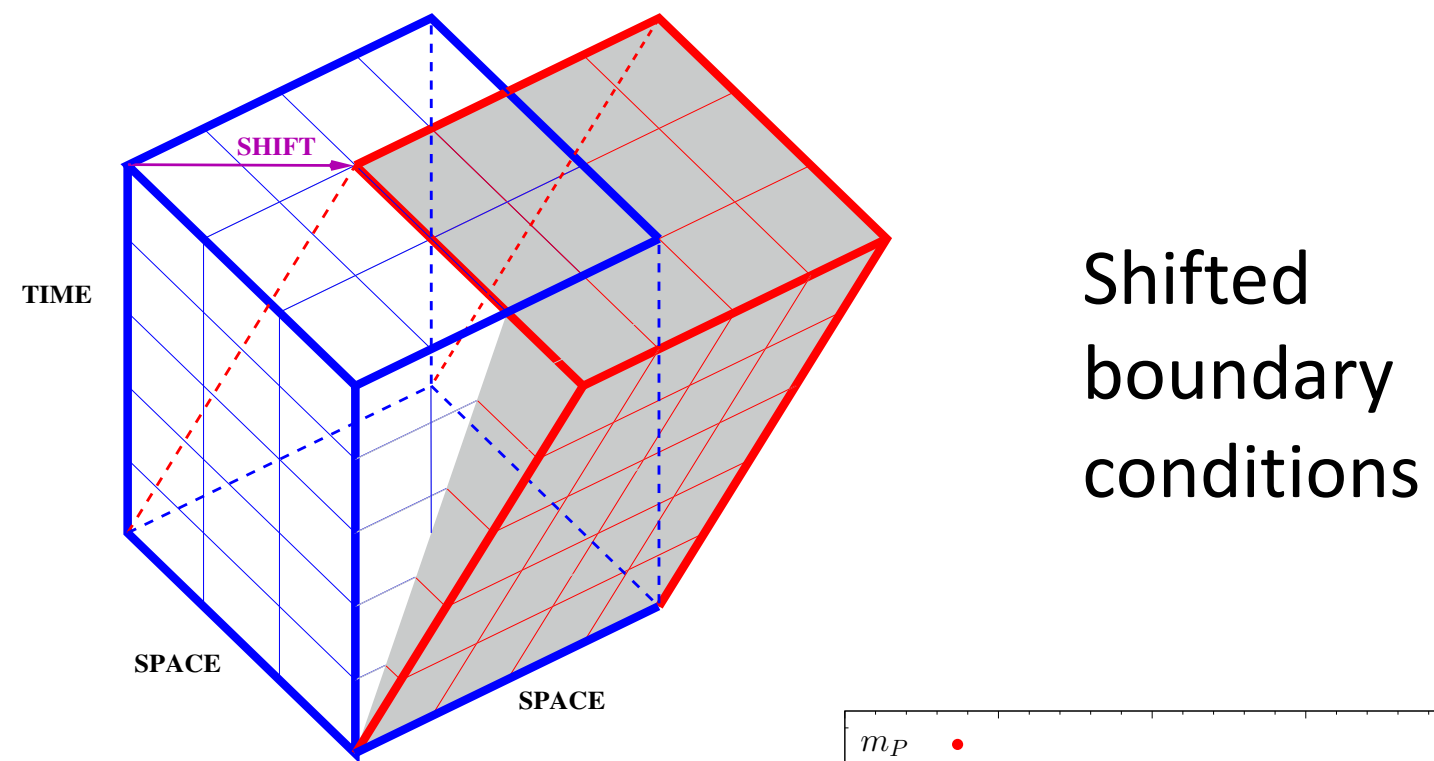 SHIFT
TIME
Shifted
boundary
conditions
SPACE
SPACE
m_P